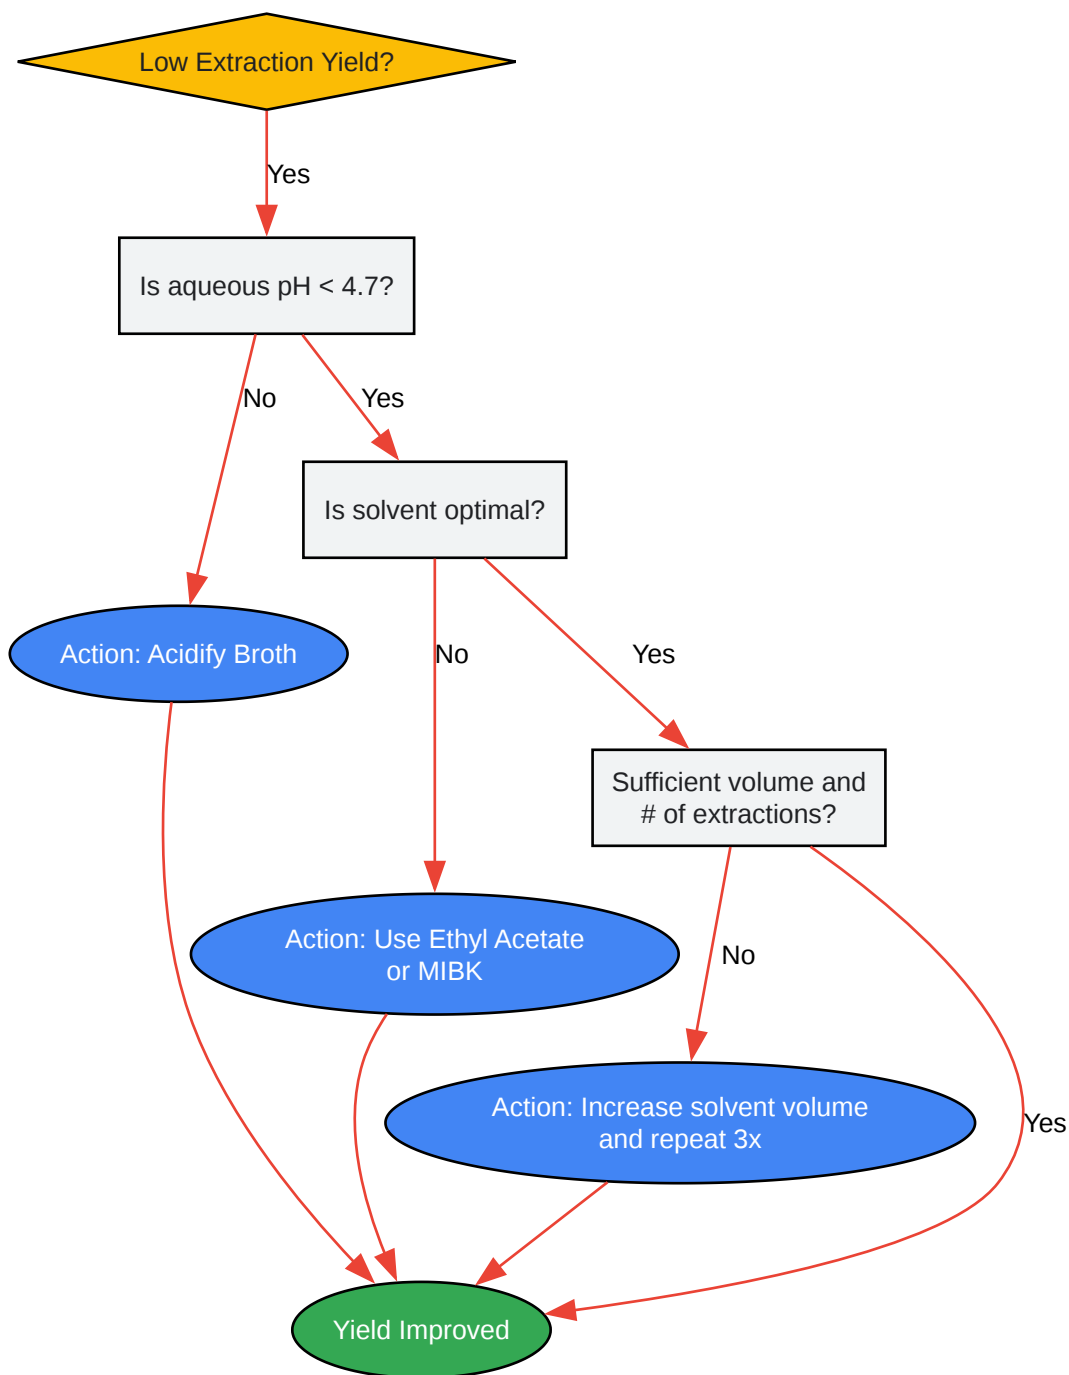 Low Extraction Yield?
Yes
Is aqueous pH < 4.7?
No
Yes
Is solvent optimal?
Action: Acidify Broth
No
Yes
Sufficient volume and
# of extractions?
Action: Use Ethyl Acetate
or MIBK
No
Action: Increase solvent volume
and repeat 3x
Yes
Yield Improved